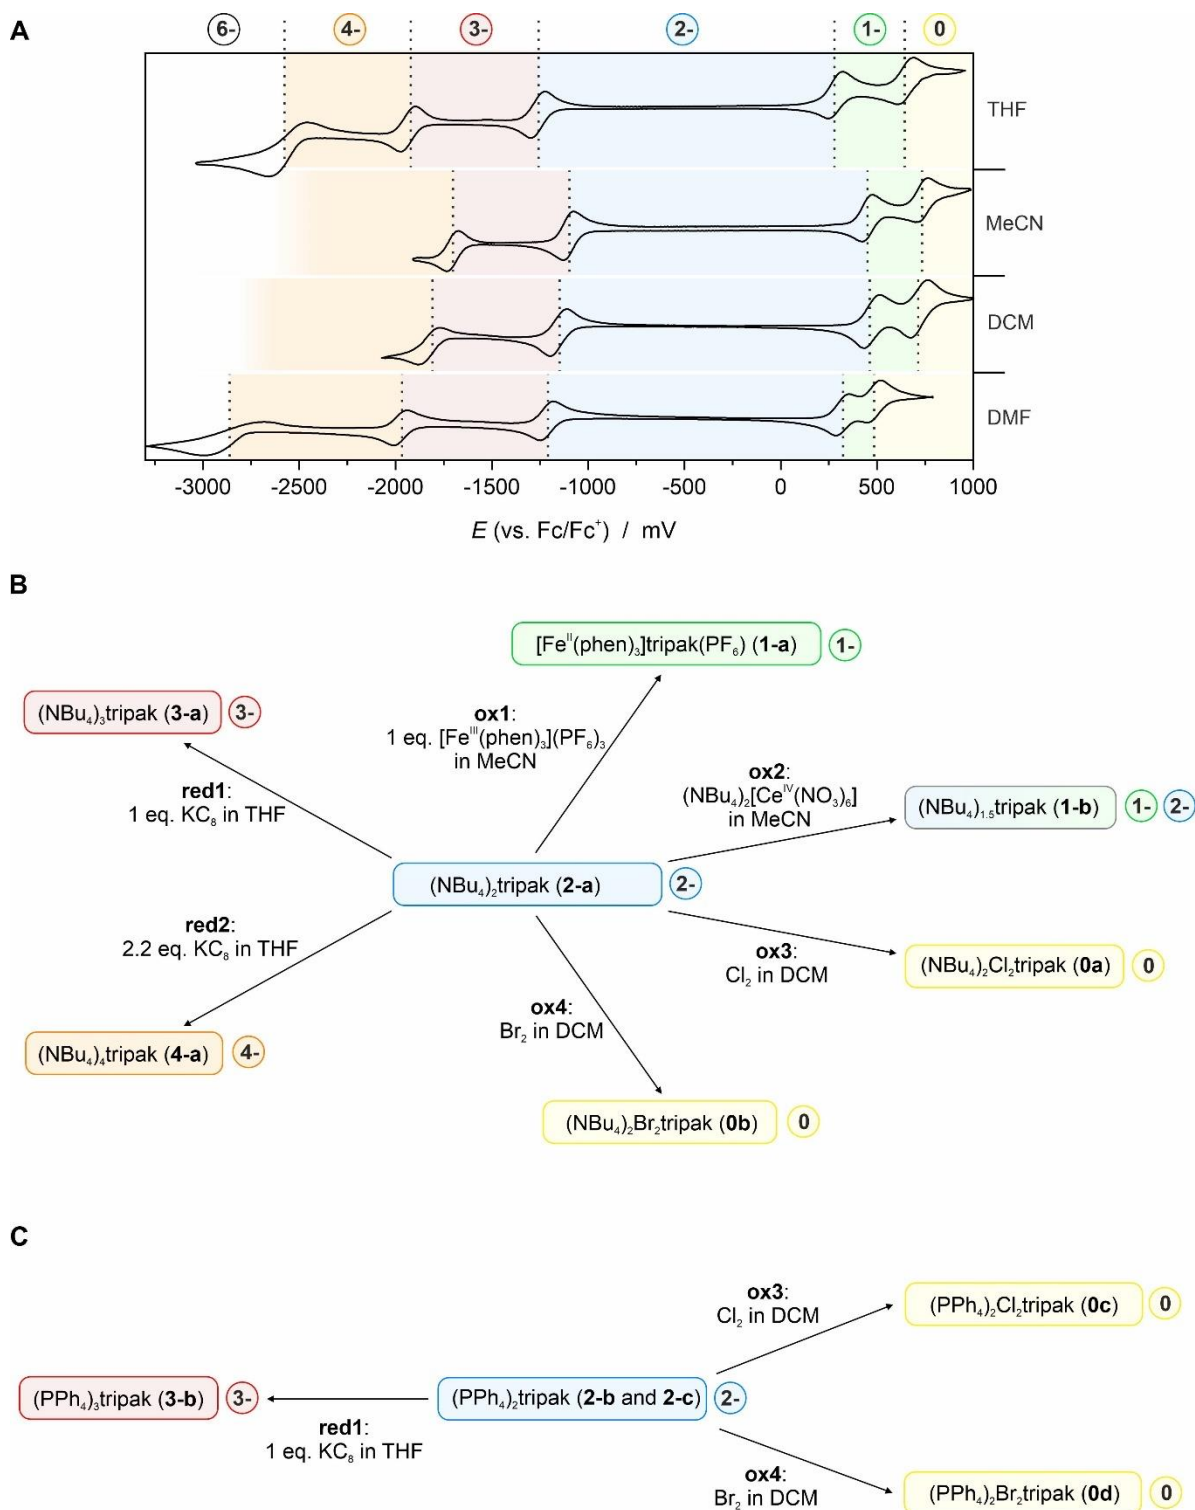 A
6- 4- 3- 2- 1- 0
THF
MeCN
DCM
DMF
-3000 -2500 -2000 -1500 -1000 -500 0 500 1000
E (vs. Fc/Fc⁺) / mV
B
[Feᴵᴵ(phen)₃]tripak(PF₆) (1-a) 1-
(NBu₄)₃tripak (3-a) 3-
ox1:
1 eq. [Feᴵᴵᴵ(phen)₃](PF₆)₃
in MeCN
red1:
1 eq. KC₈ in THF
ox2:
(NBu₄)₂[Ceᴵⱽ(NO₃)₆]
in MeCN
(NBu₄)₁.₅tripak (1-b) 1- 2-
(NBu₄)₂tripak (2-a) 2-
red2:
2.2 eq. KC₈ in THF
ox3:
Cl₂ in DCM
(NBu₄)₂Cl₂tripak (0a) 0
ox4:
Br₂ in DCM
(NBu₄)₄tripak (4-a) 4-
(NBu₄)₂Br₂tripak (0b) 0
C
ox3:
Cl₂ in DCM
(PPh₄)₂Cl₂tripak (0c) 0
(PPh₄)₃tripak (3-b) 3-
(PPh₄)₂tripak (2-b and 2-c) 2-
red1:
1 eq. KC₈ in THF
ox4:
Br₂ in DCM
(PPh₄)₂Br₂tripak (0d) 0